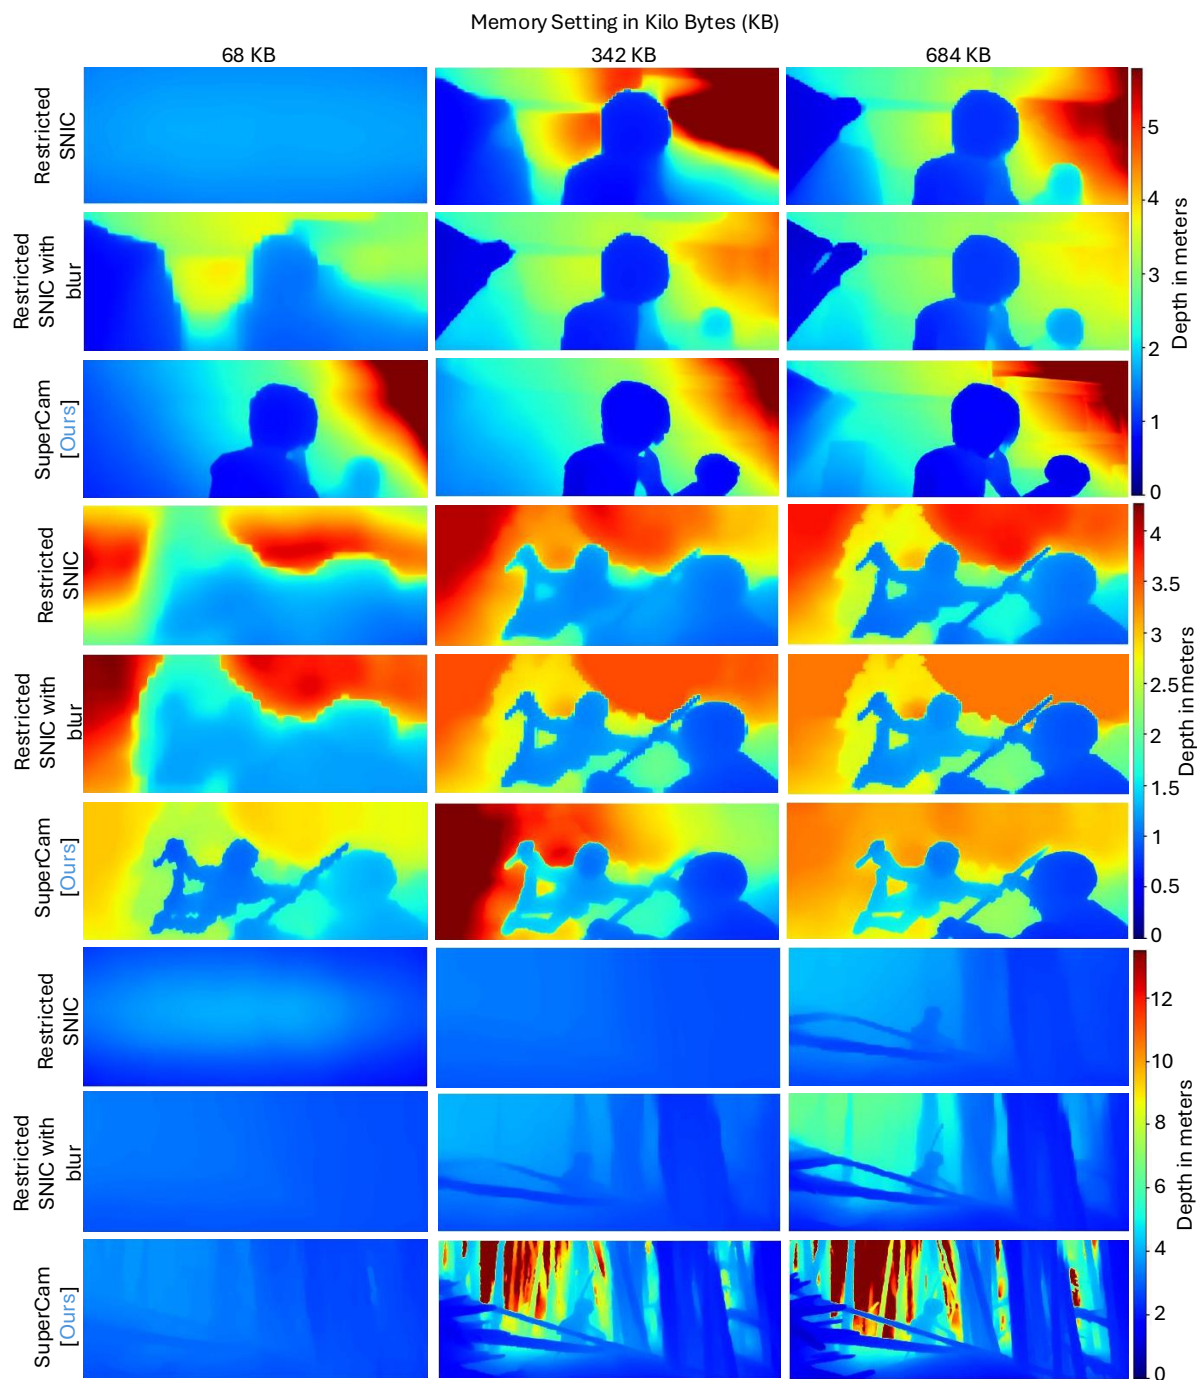 Memory Setting in Kilo Bytes (KB)
68 KB
342 KB
684 KB
Restricted
SNIC
Restricted
SNIC with
blur
SuperCam
[Ours]
5
4
3
2
1
0
Depth in meters
Restricted
SNIC
Restricted
SNIC with
blur
SuperCam
[Ours]
4
3.5
3
2.5
2
1.5
1
0.5
0
Depth in meters
Restricted
SNIC
Restricted
SNIC with
blur
SuperCam
[Ours]
12
10
8
6
4
2
0
Depth in meters